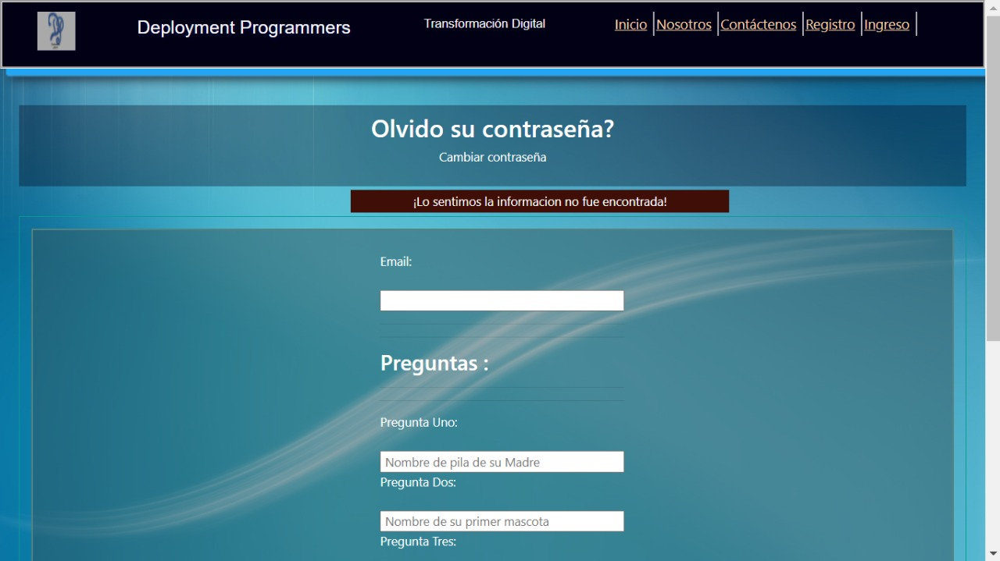 Deployment Programmers
Transformación Digital
Inicio Nosotros Contáctenos Registro Ingreso
Olvido su contraseña?
Cambiar contraseña
¡Lo sentimos la informacion no fue encontrada!
Email:
Preguntas :
Pregunta Uno:
Nombre de pila de su Madre
Pregunta Dos:
Nombre de su primer mascota
Pregunta Tres: